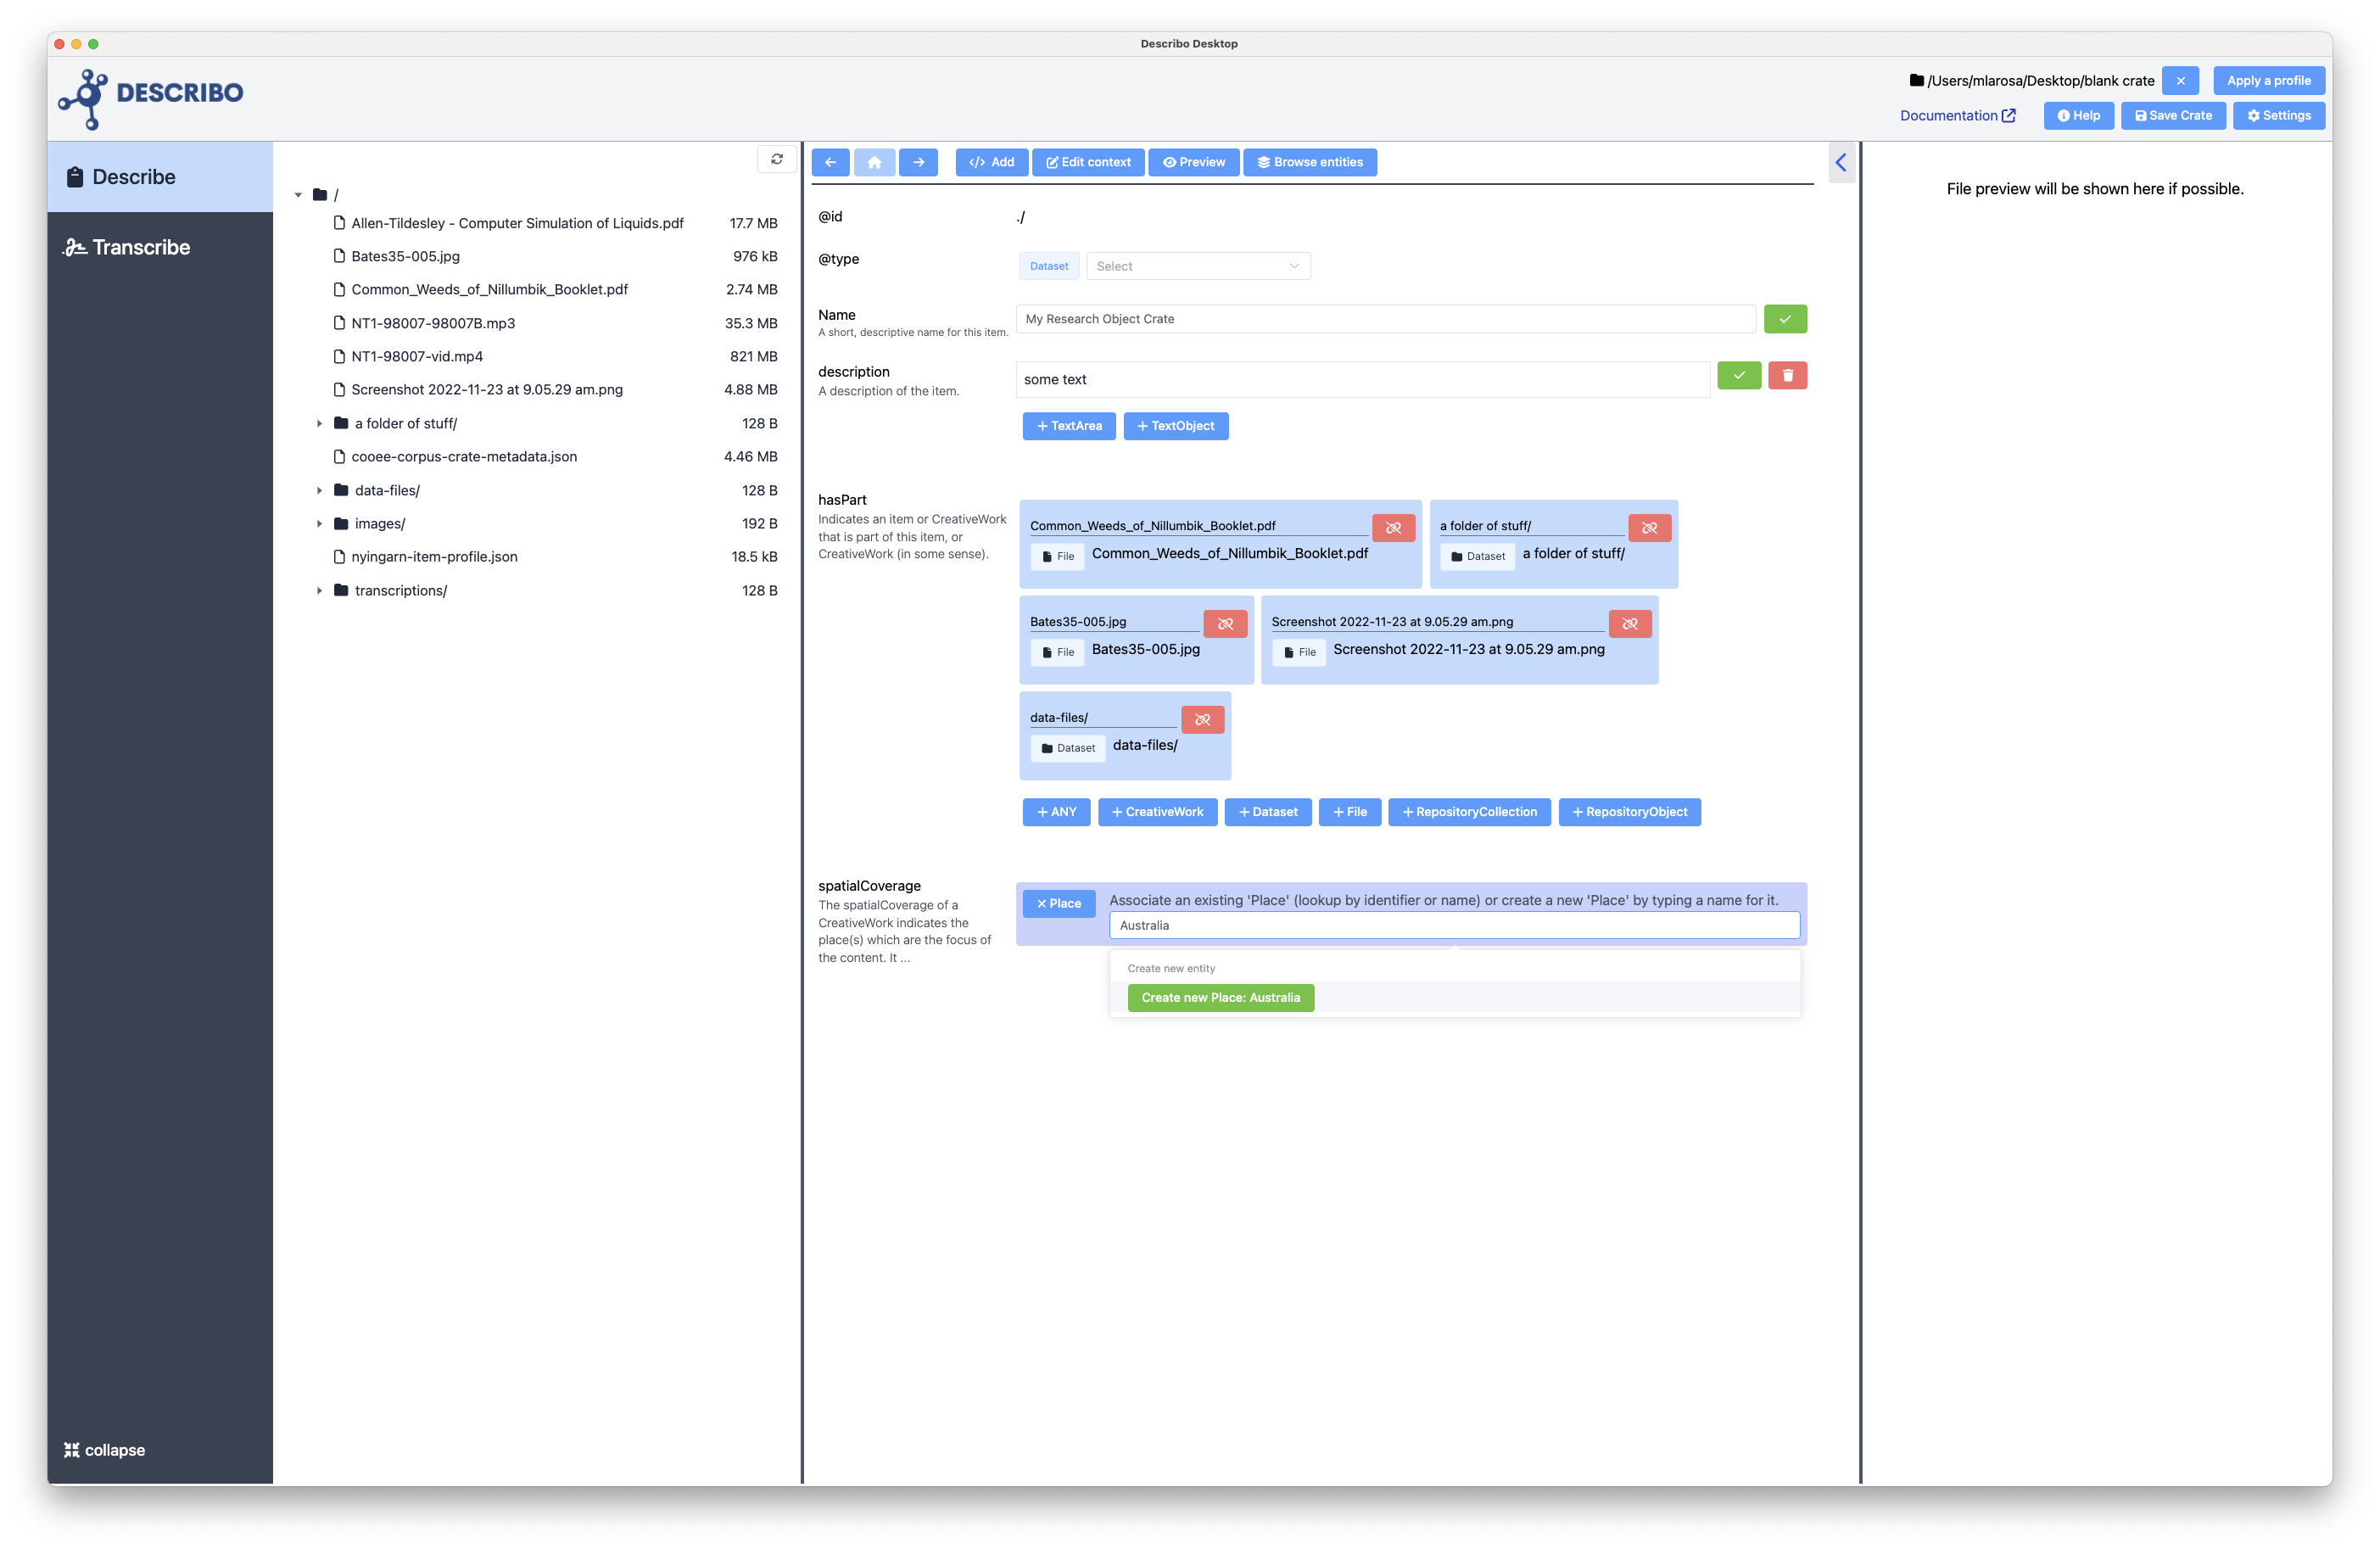 Describo Desktop
DESCRIBO
/Users/mlarosa/Desktop/blank crate
Apply a profile
Documentation
Help
Save Crate
Settings
Describe
Transcribe
collapse
/
Allen-Tildesley - Computer Simulation of Liquids.pdf 17.7 MB
Bates35-005.jpg 976 kB
Common_Weeds_of_Nillumbik_Booklet.pdf 2.74 MB
NT1-98007-98007B.mp3 35.3 MB
NT1-98007-vid.mp4 821 MB
Screenshot 2022-11-23 at 9.05.29 am.png 4.88 MB
a folder of stuff/ 128 B
cooee-corpus-crate-metadata.json 4.46 MB
data-files/ 128 B
images/ 192 B
nyingarn-item-profile.json 18.5 kB
transcriptions/ 128 B
</> Add
Edit context
Preview
Browse entities
@id ./
@type Dataset Select
Name
A short, descriptive name for this item.
My Research Object Crate
description
A description of the item.
some text
+ TextArea
+ TextObject
hasPart
Indicates an item or CreativeWork
that is part of this item, or
CreativeWork (in some sense).
Common_Weeds_of_Nillumbik_Booklet.pdf
File Common_Weeds_of_Nillumbik_Booklet.pdf
a folder of stuff/
Dataset a folder of stuff/
Bates35-005.jpg
File Bates35-005.jpg
Screenshot 2022-11-23 at 9.05.29 am.png
File Screenshot 2022-11-23 at 9.05.29 am.png
data-files/
Dataset data-files/
+ ANY
+ CreativeWork
+ Dataset
+ File
+ RepositoryCollection
+ RepositoryObject
spatialCoverage
The spatialCoverage of a
CreativeWork indicates the
place(s) which are the focus of
the content. It ...
× Place
Associate an existing 'Place' (lookup by identifier or name) or create a new 'Place' by typing a name for it.
Australia
Create new entity
Create new Place: Australia
File preview will be shown here if possible.